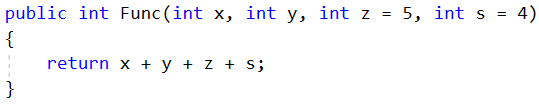 public int Func(int x, int y, int z = 5, int s = 4)
{
    return x + y + z + s;
}